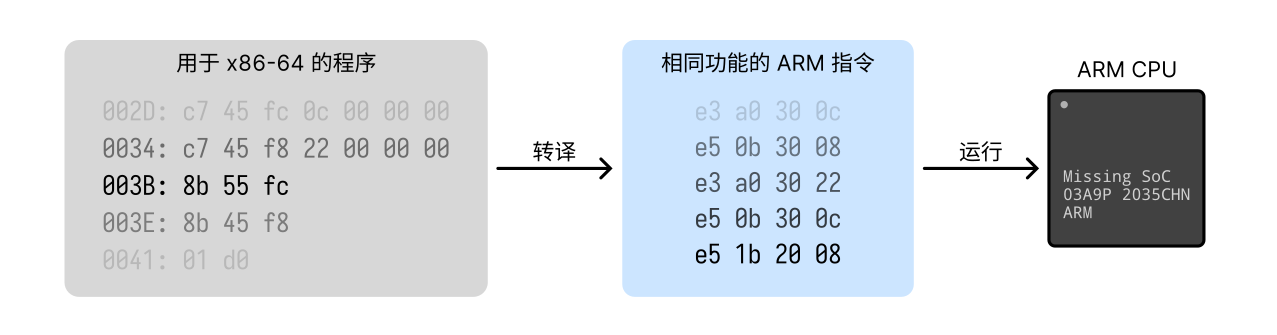 用于 x86-64 的程序
002D: c7 45 fc 0c 00 00 00
0034: c7 45 f8 22 00 00 00
003B: 8b 55 fc
003E: 8b 45 f8
0041: 01 d0
转译
相同功能的 ARM 指令
e3 a0 30 0c
e5 0b 30 08
e3 a0 30 22
e5 0b 30 0c
e5 1b 20 08
运行
ARM CPU
Missing SoC
03A9P 2035CHN
ARM